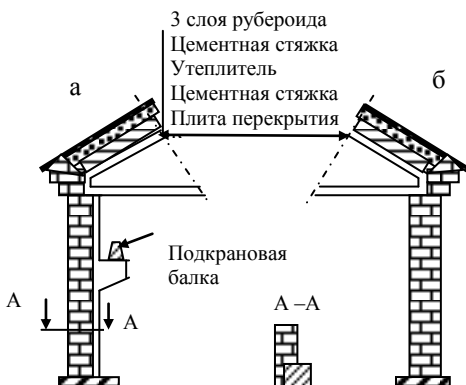 3 слоя рубероида
Цементная стяжка
Утеплитель
Цементная стяжка
Плита перекрытия
а
б
Подкрановая
балка
А
А
А –А